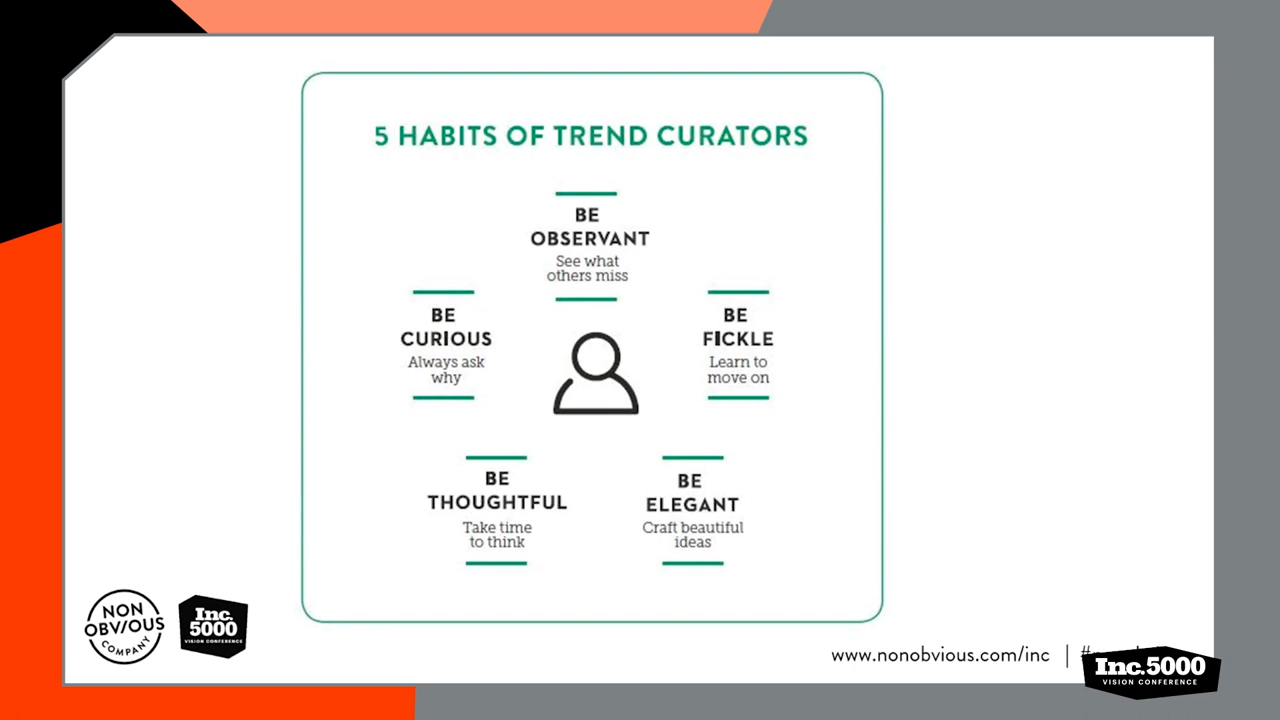 5 HABITS OF TREND CURATORS
BE
OBSERVANT
See what
others miss
BE
CURIOUS
Always ask
why
BE
FICKLE
Learn to
move on
BE
THOUGHTFUL
Take time
to think
BE
ELEGANT
Craft beautiful
ideas
NON
OBV/OUS
COMPANY
Inc.
5000
VISION CONFERENCE
www.nonobvious.com/inc |
Inc.5000
VISION CONFERENCE